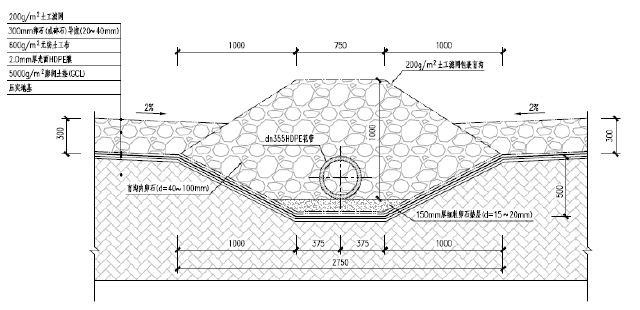 200g/m²土工滤网
300mm卵石(或碎石)导流(20~40mm)
600g/m²无纺土工布
2.0mm厚光面HDPE膜
5000g/m²膨润土垫(GCL)
压实地基
1000
750
1000
200g/m²土工滤网包裹盲沟
2%
2%
300
dn355HDPE花管
1000
300
盲沟内卵石(d=40~100mm)
500
150mm厚细粒卵石垫层(d=15~20mm)
1000
375
375
1000
2750